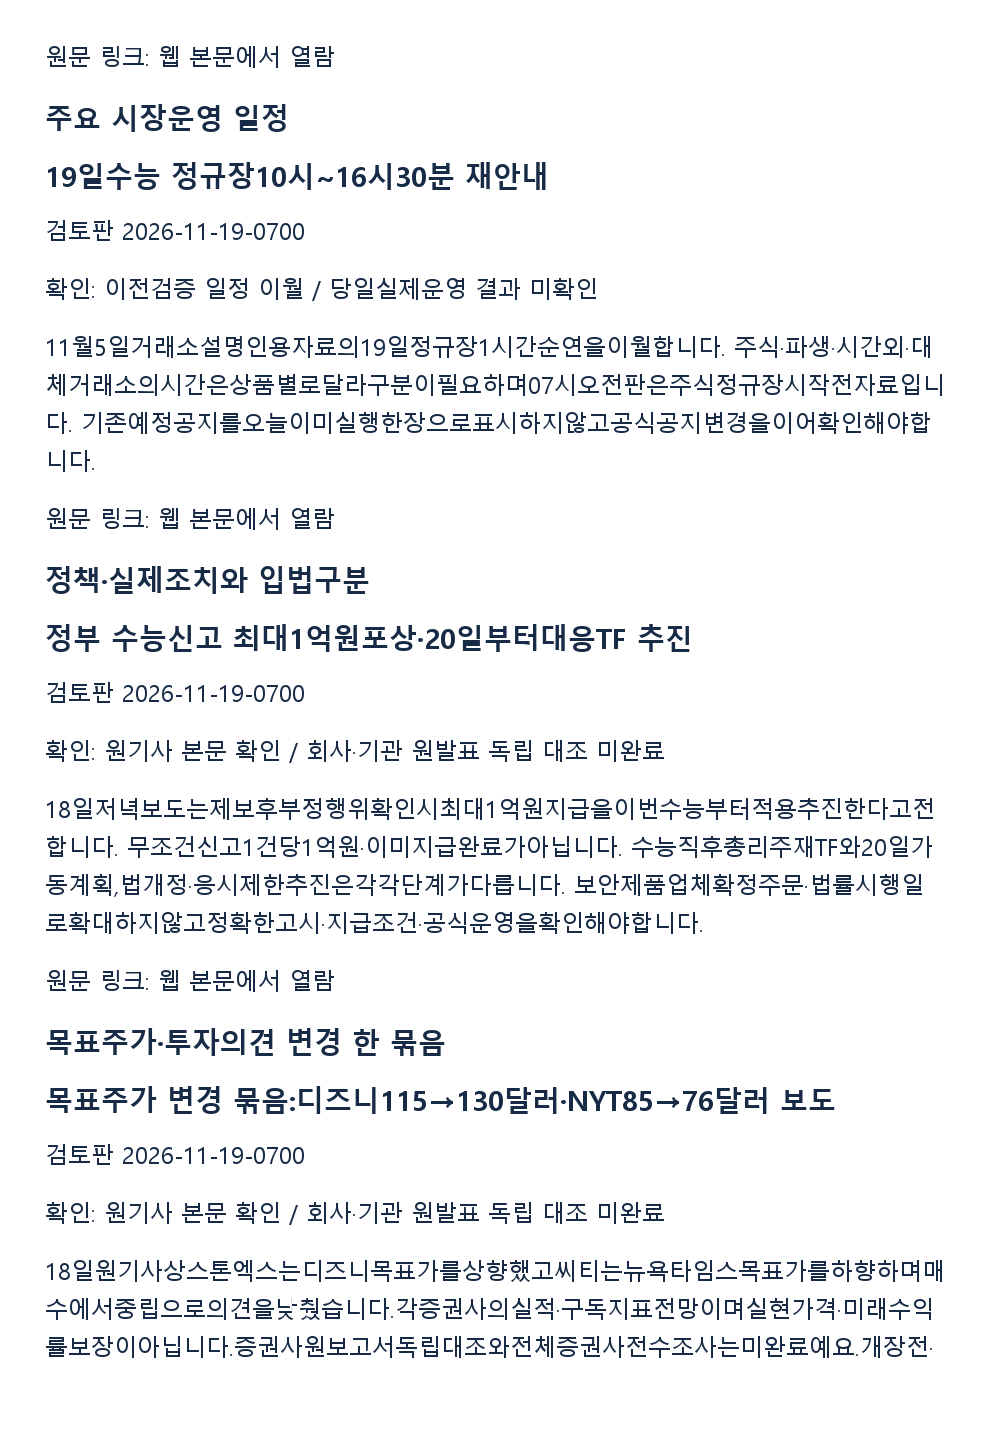 원문 링크: 웹 본문에서 열람
주요 시장운영 일정
19일수능 정규장10시~16시30분 재안내
검토판 2026-11-19-0700
확인: 이전검증 일정 이월 / 당일실제운영 결과 미확인
11월5일거래소설명인용자료의19일정규장1시간순연을이월합니다. 주식·파생·시간외·대
체거래소의시간은상품별로달라구분이필요하며07시오전판은주식정규장시작전자료입니
다. 기존예정공지를오늘이미실행한장으로표시하지않고공식공지변경을이어확인해야합
니다.
원문 링크: 웹 본문에서 열람
정책·실제조치와 입법구분
정부 수능신고 최대1억원포상·20일부터대응TF 추진
검토판 2026-11-19-0700
확인: 원기사 본문 확인 / 회사·기관 원발표 독립 대조 미완료
18일저녁보도는제보후부정행위확인시최대1억원지급을이번수능부터적용추진한다고전
합니다. 무조건신고1건당1억원·이미지급완료가아닙니다. 수능직후총리주재TF와20일가
동계획,법개정·응시제한추진은각각단계가다릅니다. 보안제품업체확정주문·법률시행일
로확대하지않고정확한고시·지급조건·공식운영을확인해야합니다.
원문 링크: 웹 본문에서 열람
목표주가·투자의견 변경 한 묶음
목표주가 변경 묶음:디즈니115→130달러·NYT85→76달러 보도
검토판 2026-11-19-0700
확인: 원기사 본문 확인 / 회사·기관 원발표 독립 대조 미완료
18일원기사상스톤엑스는디즈니목표가를상향했고씨티는뉴욕타임스목표가를하향하며매
수에서중립으로의견을낮췄습니다.각증권사의실적·구독지표전망이며실현가격·미래수익
률보장이아닙니다.증권사원보고서독립대조와전체증권사전수조사는미완료예요.개장전·